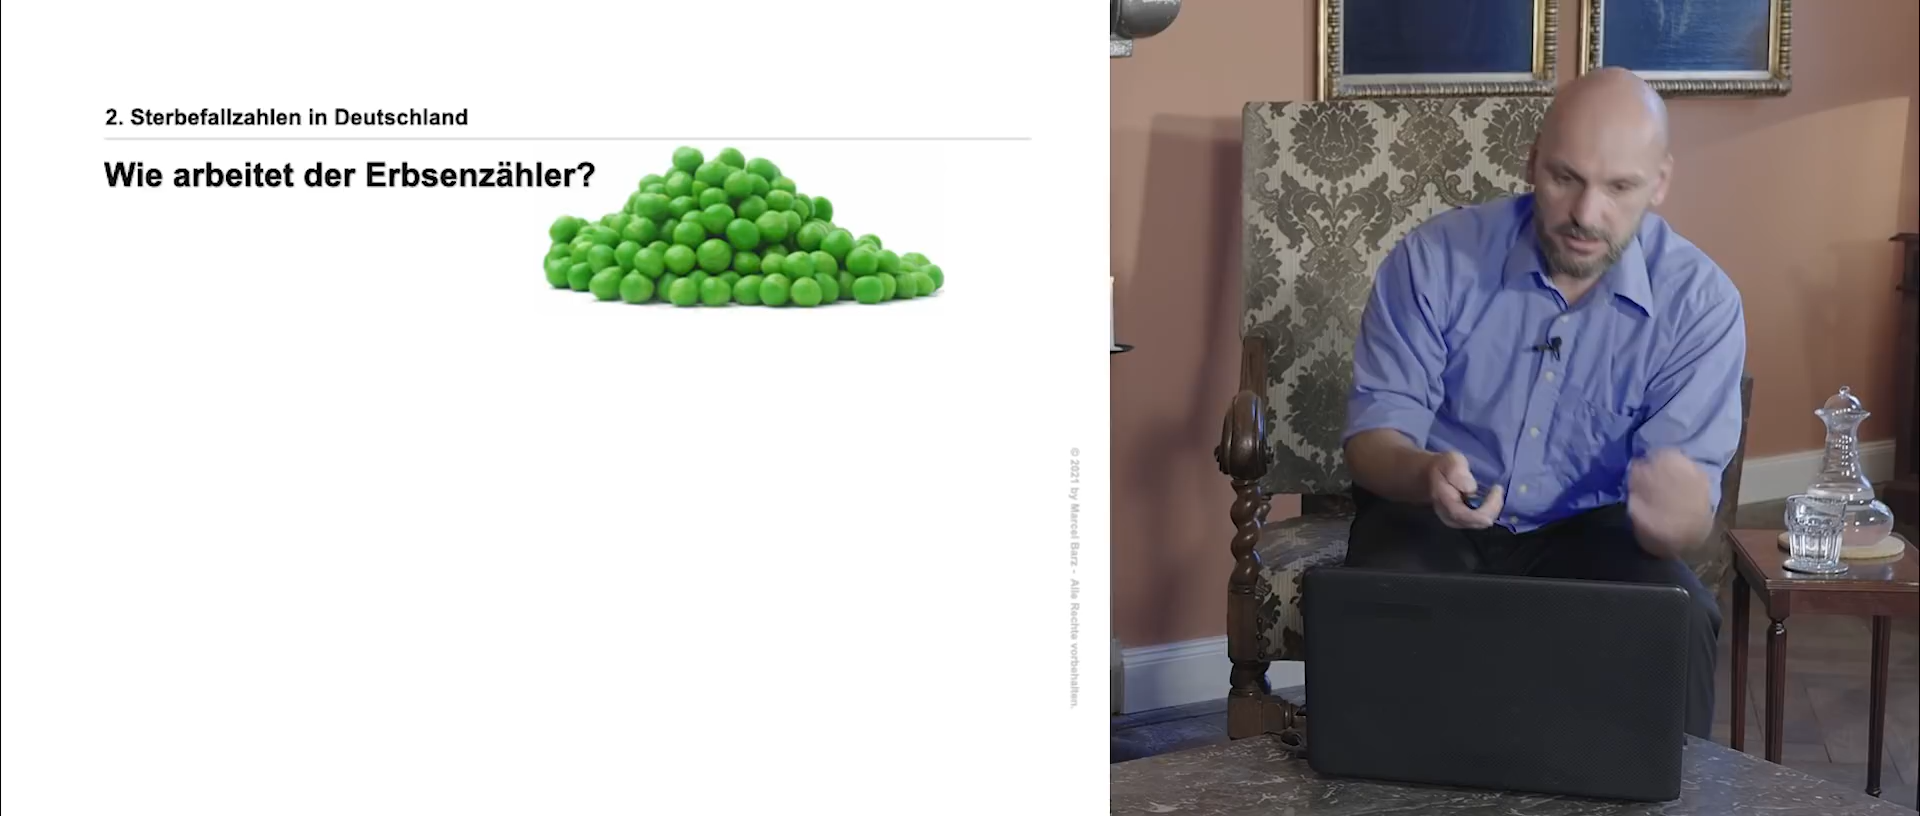 2. Sterbefallzahlen in Deutschland
Wie arbeitet der Erbsenzähler?
© 2021 by Marcel Barz - Alle Rechte vorbehalten.